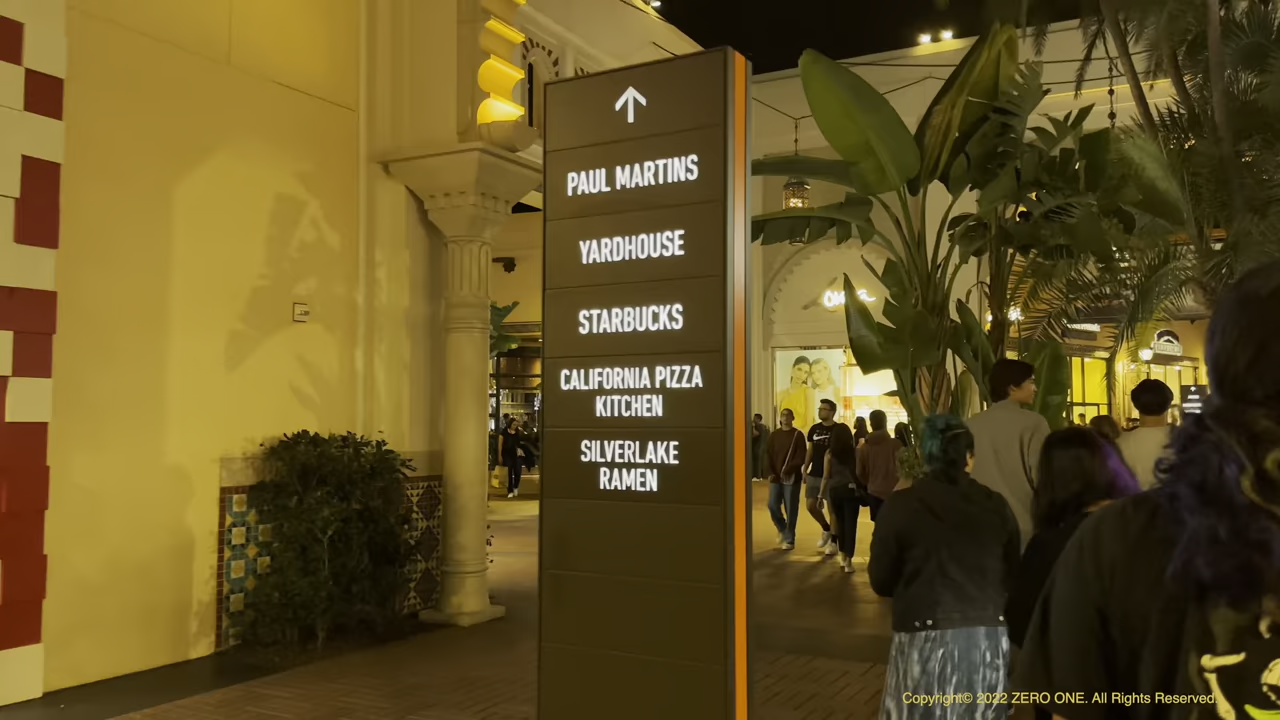 PAUL MARTINS
YARDHOUSE
STARBUCKS
CALIFORNIA PIZZA
KITCHEN
SILVERLAKE
RAMEN
Copyright© 2022 ZERO ONE. All Rights Reserved.